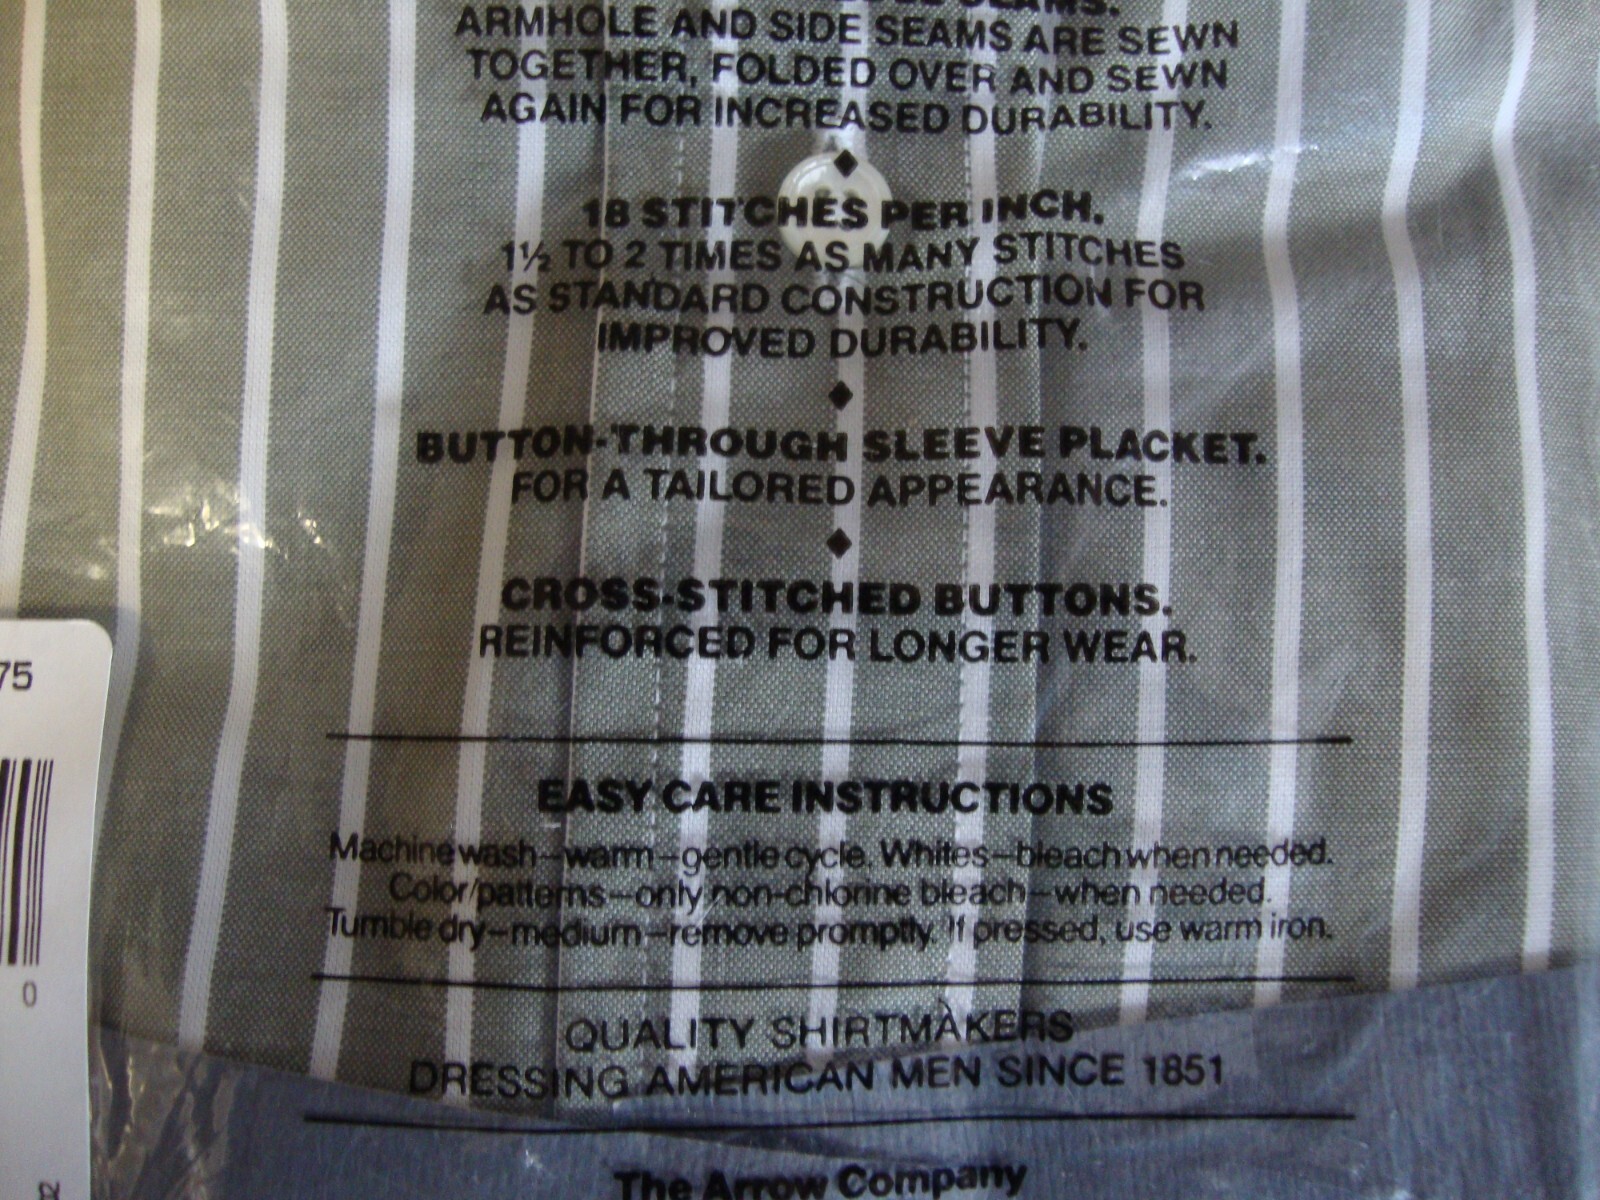 SEAMS.
ARMHOLE AND SIDE SEAMS ARE SEWN
TOGETHER, FOLDED OVER AND SEWN
AGAIN FOR INCREASED DURABILITY.
18 STITCHES PER INCH.
1½ TO 2 TIMES AS MANY STITCHES
AS STANDARD CONSTRUCTION FOR
IMPROVED DURABILITY.
BUTTON-THROUGH SLEEVE PLACKET.
FOR A TAILORED APPEARANCE.
CROSS-STITCHED BUTTONS.
REINFORCED FOR LONGER WEAR.
EASY CARE INSTRUCTIONS
Machine wash—warm—gentle cycle. Whites—bleach when needed.
Color/patterns—only non-chlorine bleach—when needed.
Tumble dry—medium—remove promptly. If pressed, use warm iron.
QUALITY SHIRTMAKERS
DRESSING AMERICAN MEN SINCE 1851
The Arrow Company
75
0